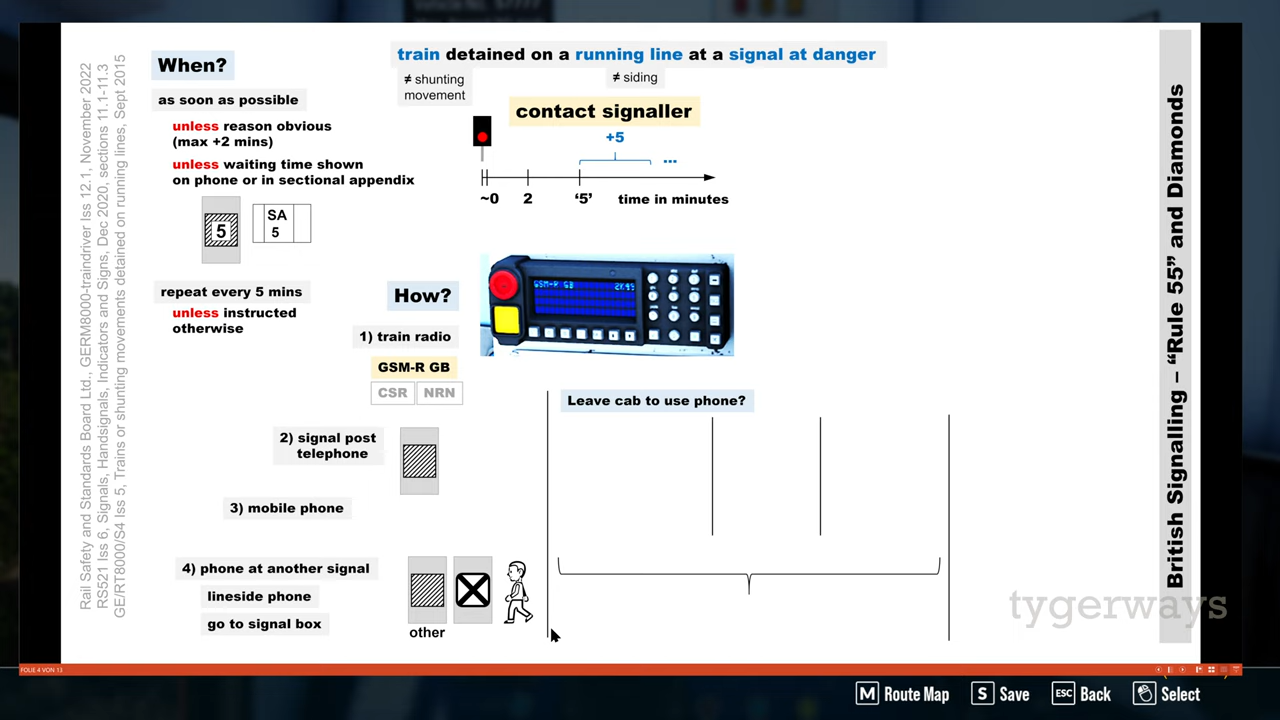 Rail Safety and Standards Board Ltd., GERM8000-traindriver Iss 12.1, November 2022
RS521 Iss 6, Signals, Handsignals, Indicators and Signs, Dec 2020, sections 11.1-11.3
GE/RT8000/S4 Iss 5, Trains or shunting movements detained on running lines, Sept 2015
When?
train detained on a running line at a signal at danger
≠ shunting
movement
≠ siding
as soon as possible
unless reason obvious
(max +2 mins)
unless waiting time shown
on phone or in sectional appendix
5
SA
5
contact signaller
+5
...
~0 2 ‘5’ time in minutes
repeat every 5 mins
unless instructed
otherwise
How?
1) train radio
GSM-R GB
CSR NRN
GSM-R GB 2K49
2) signal post
telephone
3) mobile phone
4) phone at another signal
lineside phone
go to signal box
other
Leave cab to use phone?
British Signalling – “Rule 55” and Diamonds
tygerways
FOLIE 4 VON 13
M Route Map S Save ESC Back Select